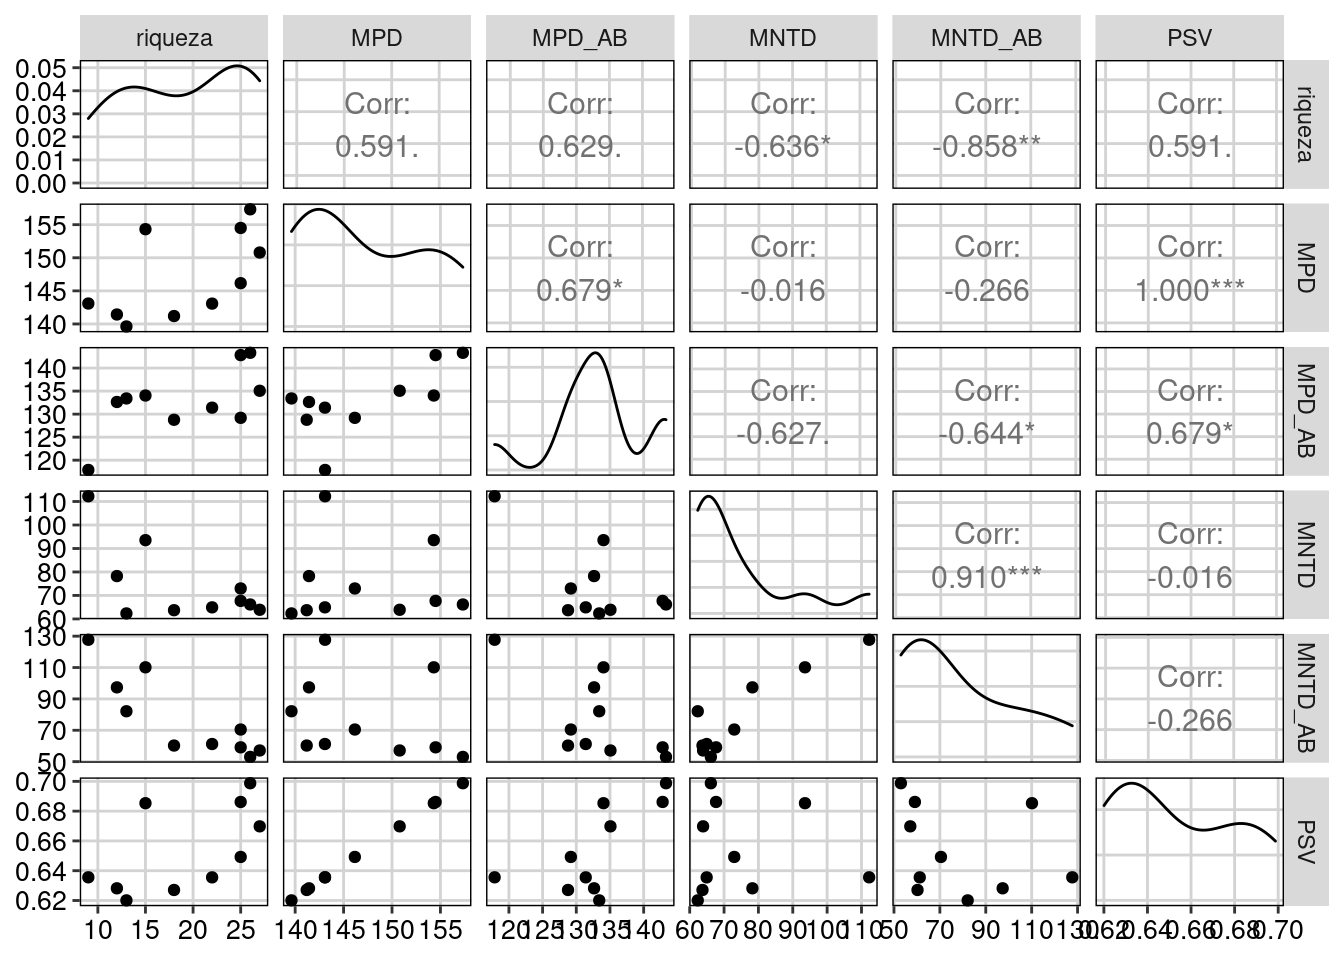 riqueza MPD MPD_AB MNTD MNTD_AB PSV
0.05
0.04
0.03
0.02
0.01
0.00
Corr: Corr: Corr: Corr: Corr:
0.591. 0.629. -0.636* -0.858** 0.591.
riqueza
155
150
145
140
Corr: Corr: Corr: Corr:
0.679* -0.016 -0.266 1.000***
MPD
140
135
130
125
120
Corr: Corr: Corr:
-0.627. -0.644* 0.679*
MPD_AB
110
100
90
80
70
60
Corr: Corr:
0.910*** -0.016
MNTD
130
110
90
70
50
Corr:
-0.266
MNTD_AB
0.70
0.68
0.66
0.64
0.62
PSV
10 15 20 25 140 145 150 155 120 125 130 135 140 60 70 80 90 100 110 50 70 90 110 130 0.62 0.64 0.66 0.68 0.70